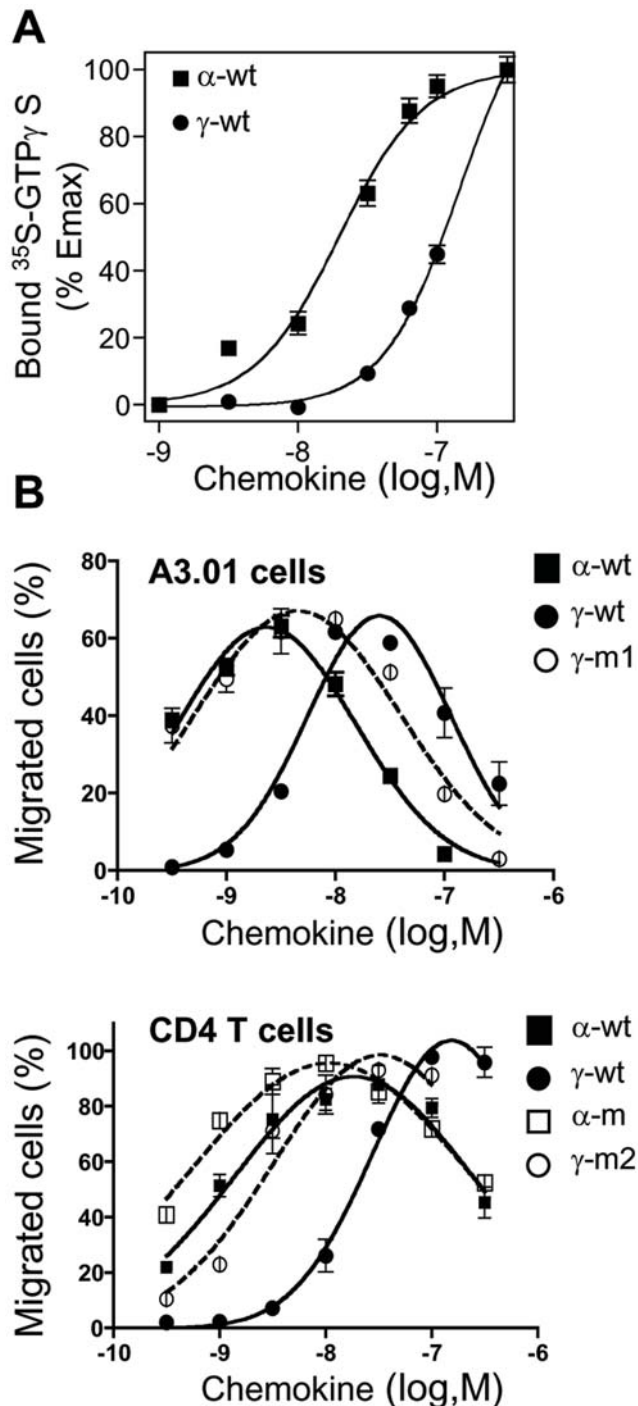 A
■ α-wt
● γ-wt
Bound ³⁵S-GTPγ S
(% Emax)
100
80
60
40
20
0
-9 -8 -7
Chemokine (log,M)
B
A3.01 cells
■ α-wt
● γ-wt
○ γ-m1
Migrated cells (%)
80
60
40
20
0
-10 -9 -8 -7 -6
Chemokine (log,M)
CD4 T cells
■ α-wt
● γ-wt
□ α-m
○ γ-m2
Migrated cells (%)
100
80
60
40
20
0
-10 -9 -8 -7 -6
Chemokine (log,M)